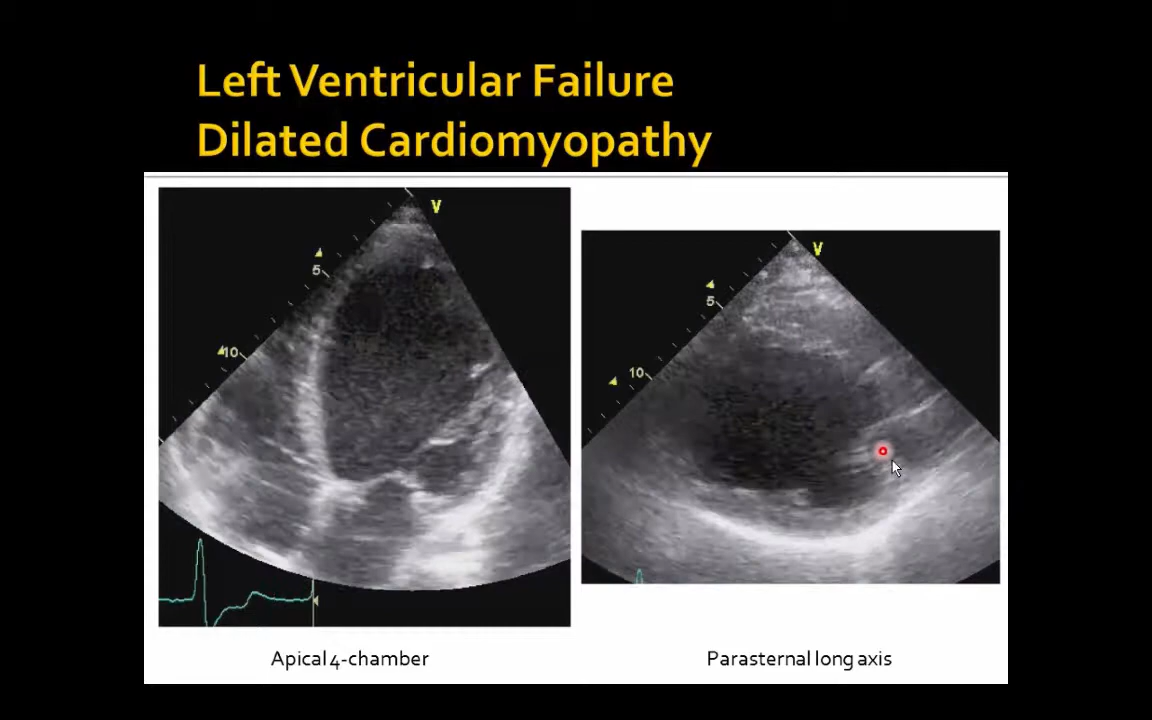 Left Ventricular Failure
Dilated Cardiomyopathy
V
5
10
V
5
10
Apical 4-chamber
Parasternal long axis